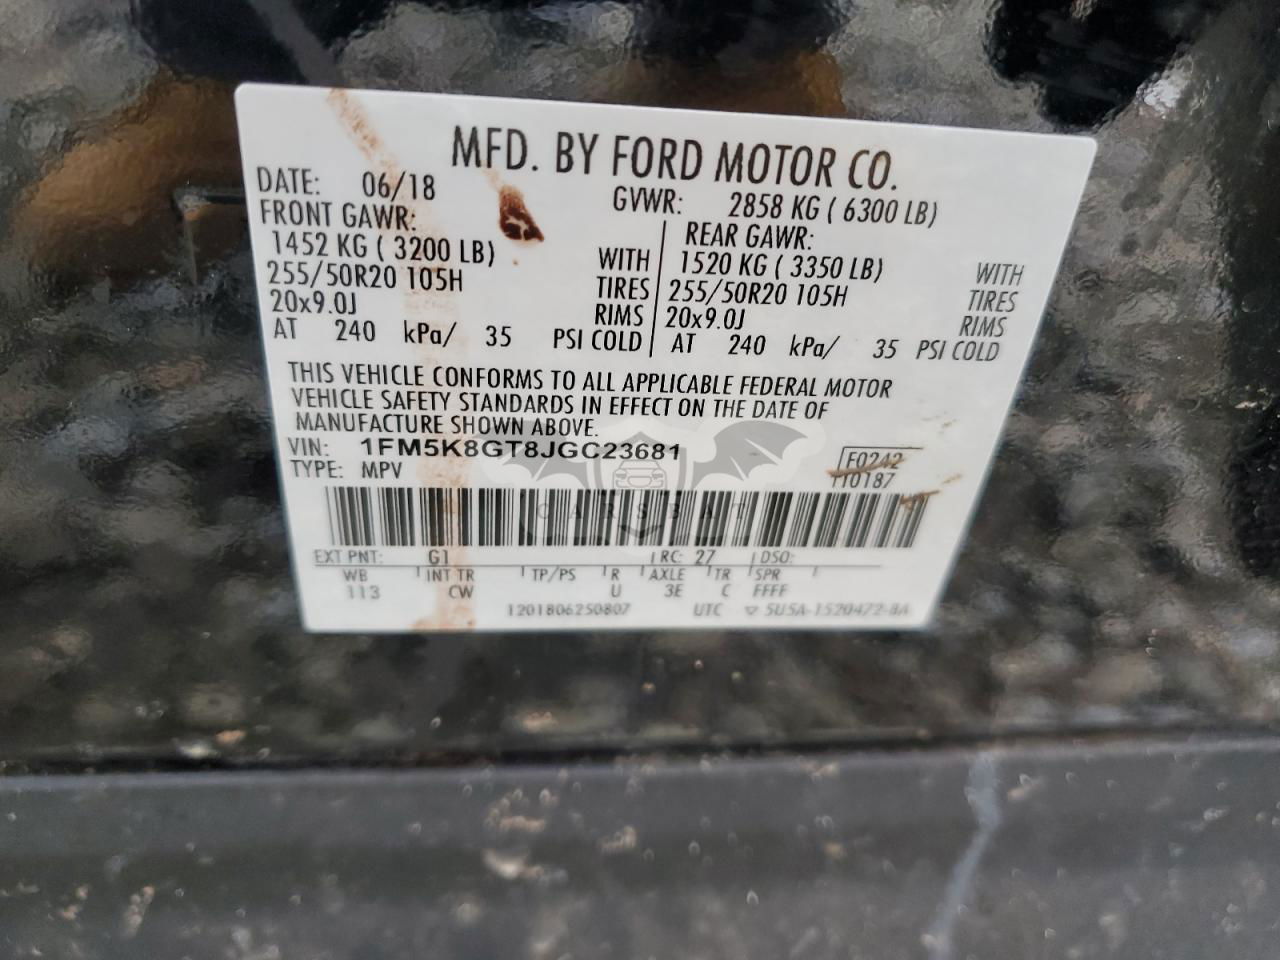 MFD. BY FORD MOTOR CO.
DATE: 06/18 GVWR: 2858 KG ( 6300 LB)
FRONT GAWR: REAR GAWR:
1452 KG ( 3200 LB) WITH 1520 KG ( 3350 LB) WITH
255/50R20 105H TIRES 255/50R20 105H TIRES
20x9.0J RIMS 20x9.0J RIMS
AT 240 kPa/ 35 PSI COLD AT 240 kPa/ 35 PSI COLD
THIS VEHICLE CONFORMS TO ALL APPLICABLE FEDERAL MOTOR
VEHICLE SAFETY STANDARDS IN EFFECT ON THE DATE OF
MANUFACTURE SHOWN ABOVE.
VIN: 1FM5K8GT8JGC23681 F0242
TYPE: MPV T10187
CARSBAT
EXT PNT: G1 RC: 27 DSO:
WB INT TR TP/PS R AXLE TR SPR
113 CW U 3E C FFFF
1201806250807 UTC ▽ 5U5A-1520472-BA